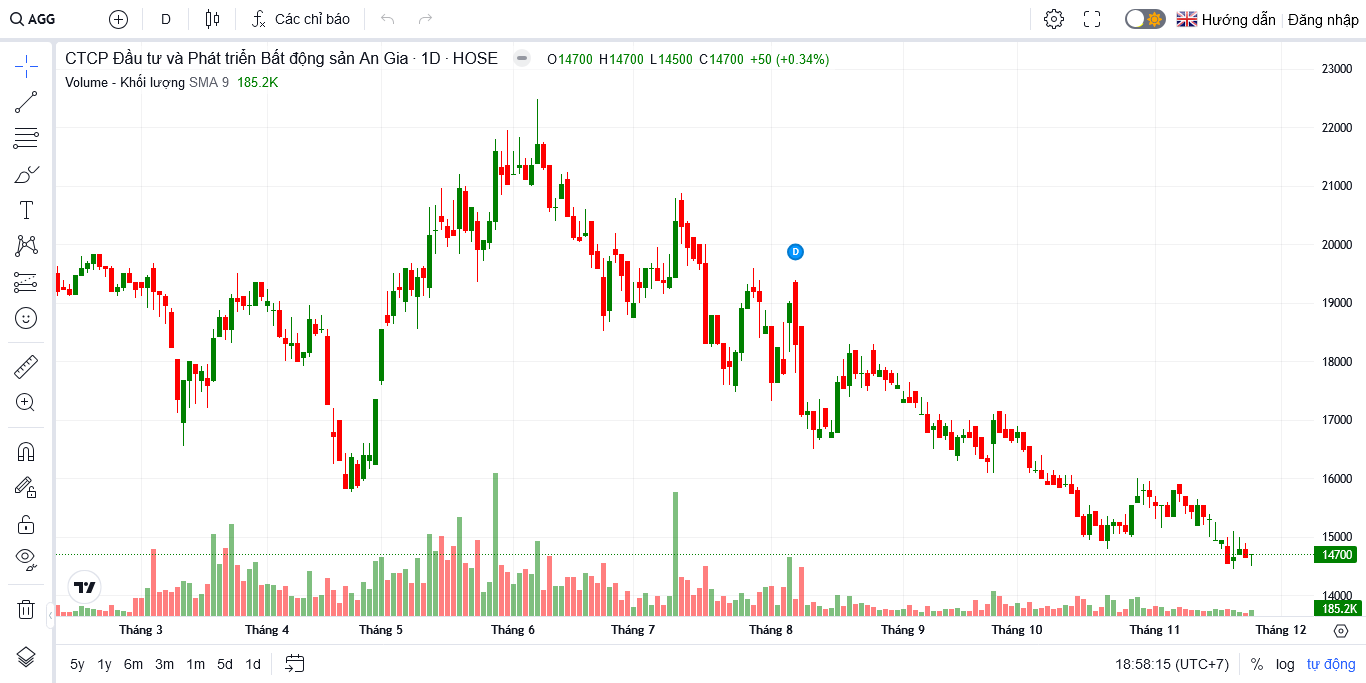 AGG D Các chỉ báo Hướng dẫn Đăng nhập
CTCP Đầu tư và Phát triển Bất động sản An Gia · 1D · HOSE O14700 H14700 L14500 C14700 +50 (+0.34%)
Volume - Khối lượng SMA 9 185.2K
23000
22000
21000
20000
D
19000
18000
17000
16000
15000
14700
14000
185.2K
Tháng 3 Tháng 4 Tháng 5 Tháng 6 Tháng 7 Tháng 8 Tháng 9 Tháng 10 Tháng 11 Tháng 12
5y 1y 6m 3m 1m 5d 1d 18:58:15 (UTC+7) % log tự động